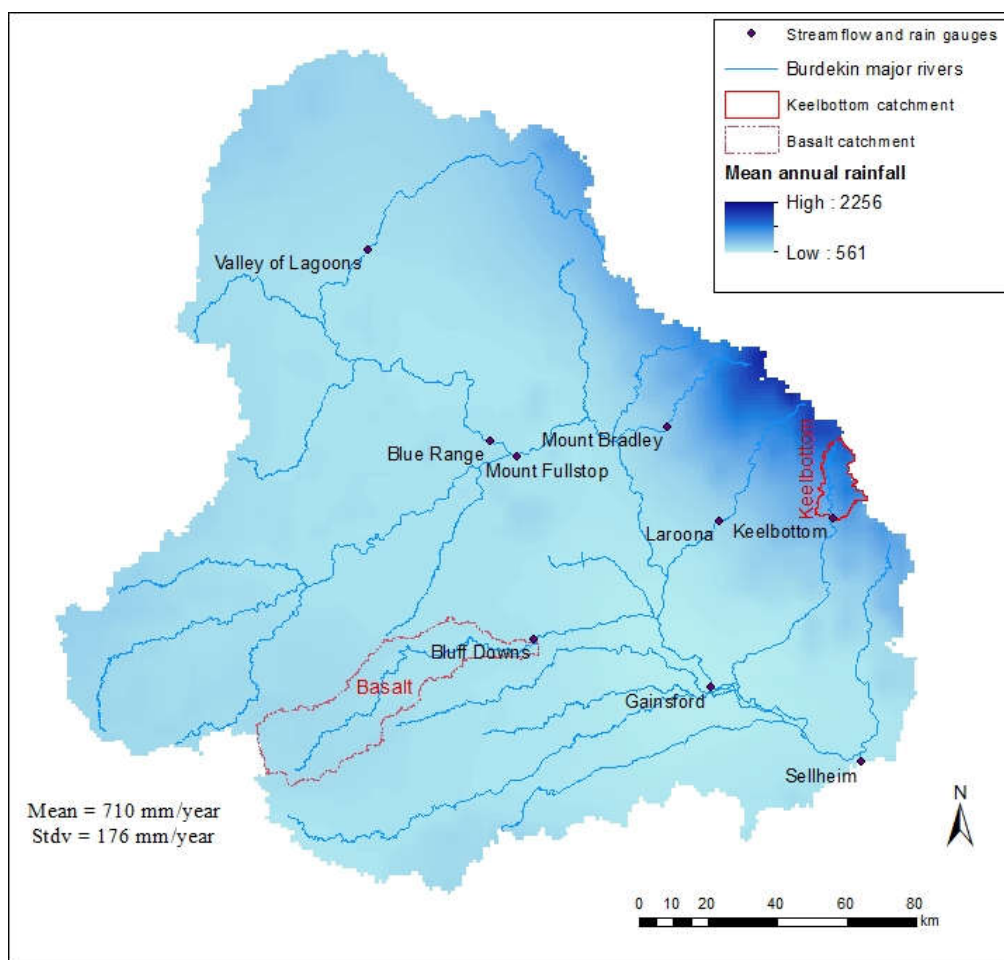 Streamflow and rain gauges
Burdekin major rivers
Keelbottom catchment
Basalt catchment
Mean annual rainfall
High : 2256
Low : 561
Valley of Lagoons
Blue Range
Mount Fullstop
Mount Bradley
Keelbottom
Laroona
Keelbottom
Bluff Downs
Basalt
Gainsford
Sellheim
Mean = 710 mm/year
Stdv = 176 mm/year
N
0 10 20 40 60 80
km